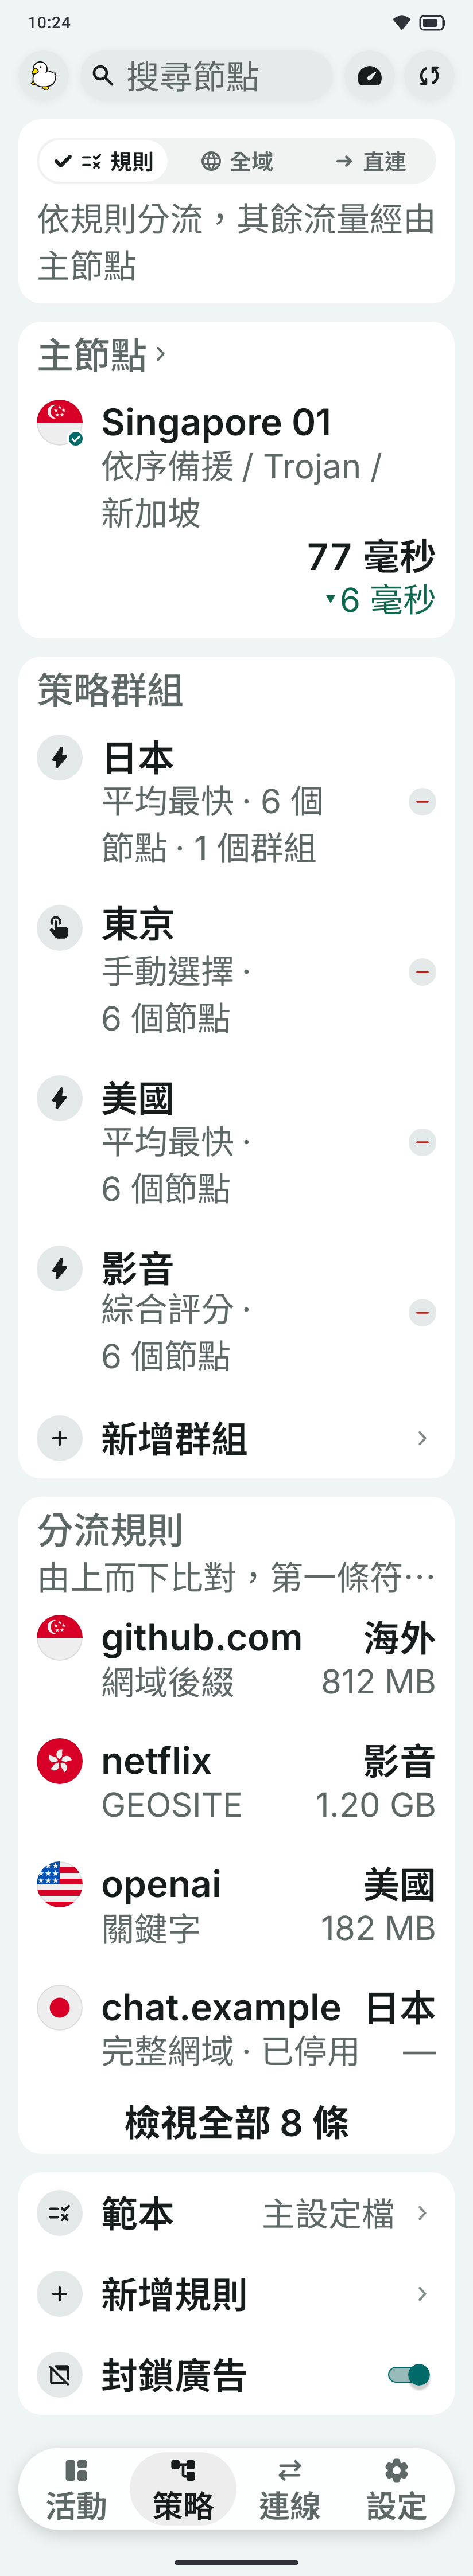 10:24
搜尋節點
規則
全域
直連
依規則分流，其餘流量經由
主節點
主節點
Singapore 01
依序備援 / Trojan /
新加坡
77 毫秒
▼6 毫秒
策略群組
日本
平均最快 · 6 個
節點 · 1 個群組
東京
手動選擇 ·
6 個節點
美國
平均最快 ·
6 個節點
影音
綜合評分 ·
6 個節點
新增群組
分流規則
由上而下比對，第一條符…
github.com 海外
網域後綴 812 MB
netflix 影音
GEOSITE 1.20 GB
openai 美國
關鍵字 182 MB
chat.example 日本
完整網域 · 已停用 —
檢視全部 8 條
範本 主設定檔
新增規則
封鎖廣告
活動
策略
連線
設定